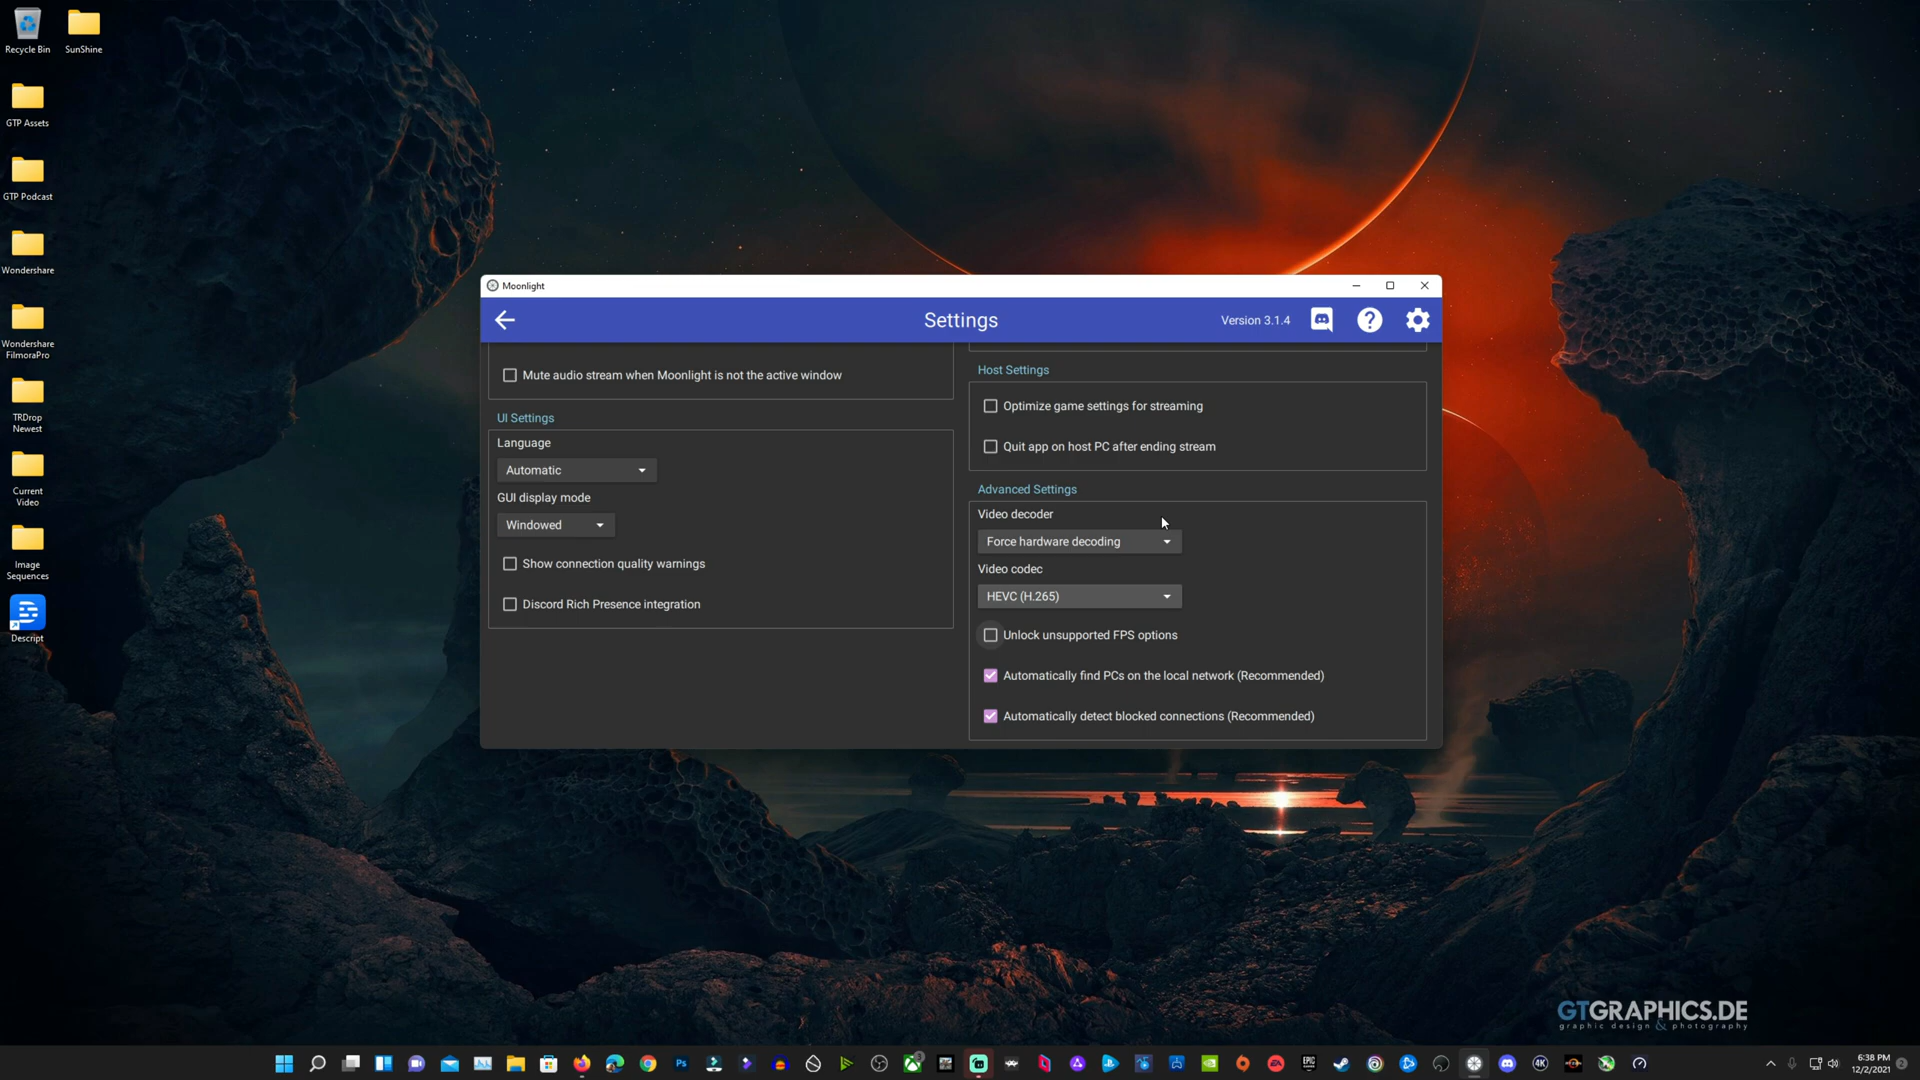 Recycle Bin
SunShine
GTP Assets
GTP Podcast
Wondershare
Wondershare
FilmoraPro
TRDrop
Newest
Current
Video
Image
Sequences
Descript
Moonlight
Settings
Version 3.1.4
Mute audio stream when Moonlight is not the active window
UI Settings
Language
Automatic
GUI display mode
Windowed
Show connection quality warnings
Discord Rich Presence integration
Host Settings
Optimize game settings for streaming
Quit app on host PC after ending stream
Advanced Settings
Video decoder
Force hardware decoding
Video codec
HEVC (H.265)
Unlock unsupported FPS options
Automatically find PCs on the local network (Recommended)
Automatically detect blocked connections (Recommended)
GTGRAPHICS.DE
graphic design & photography
Ps
EA
EPIC
4K
6:38 PM
12/2/2021
2